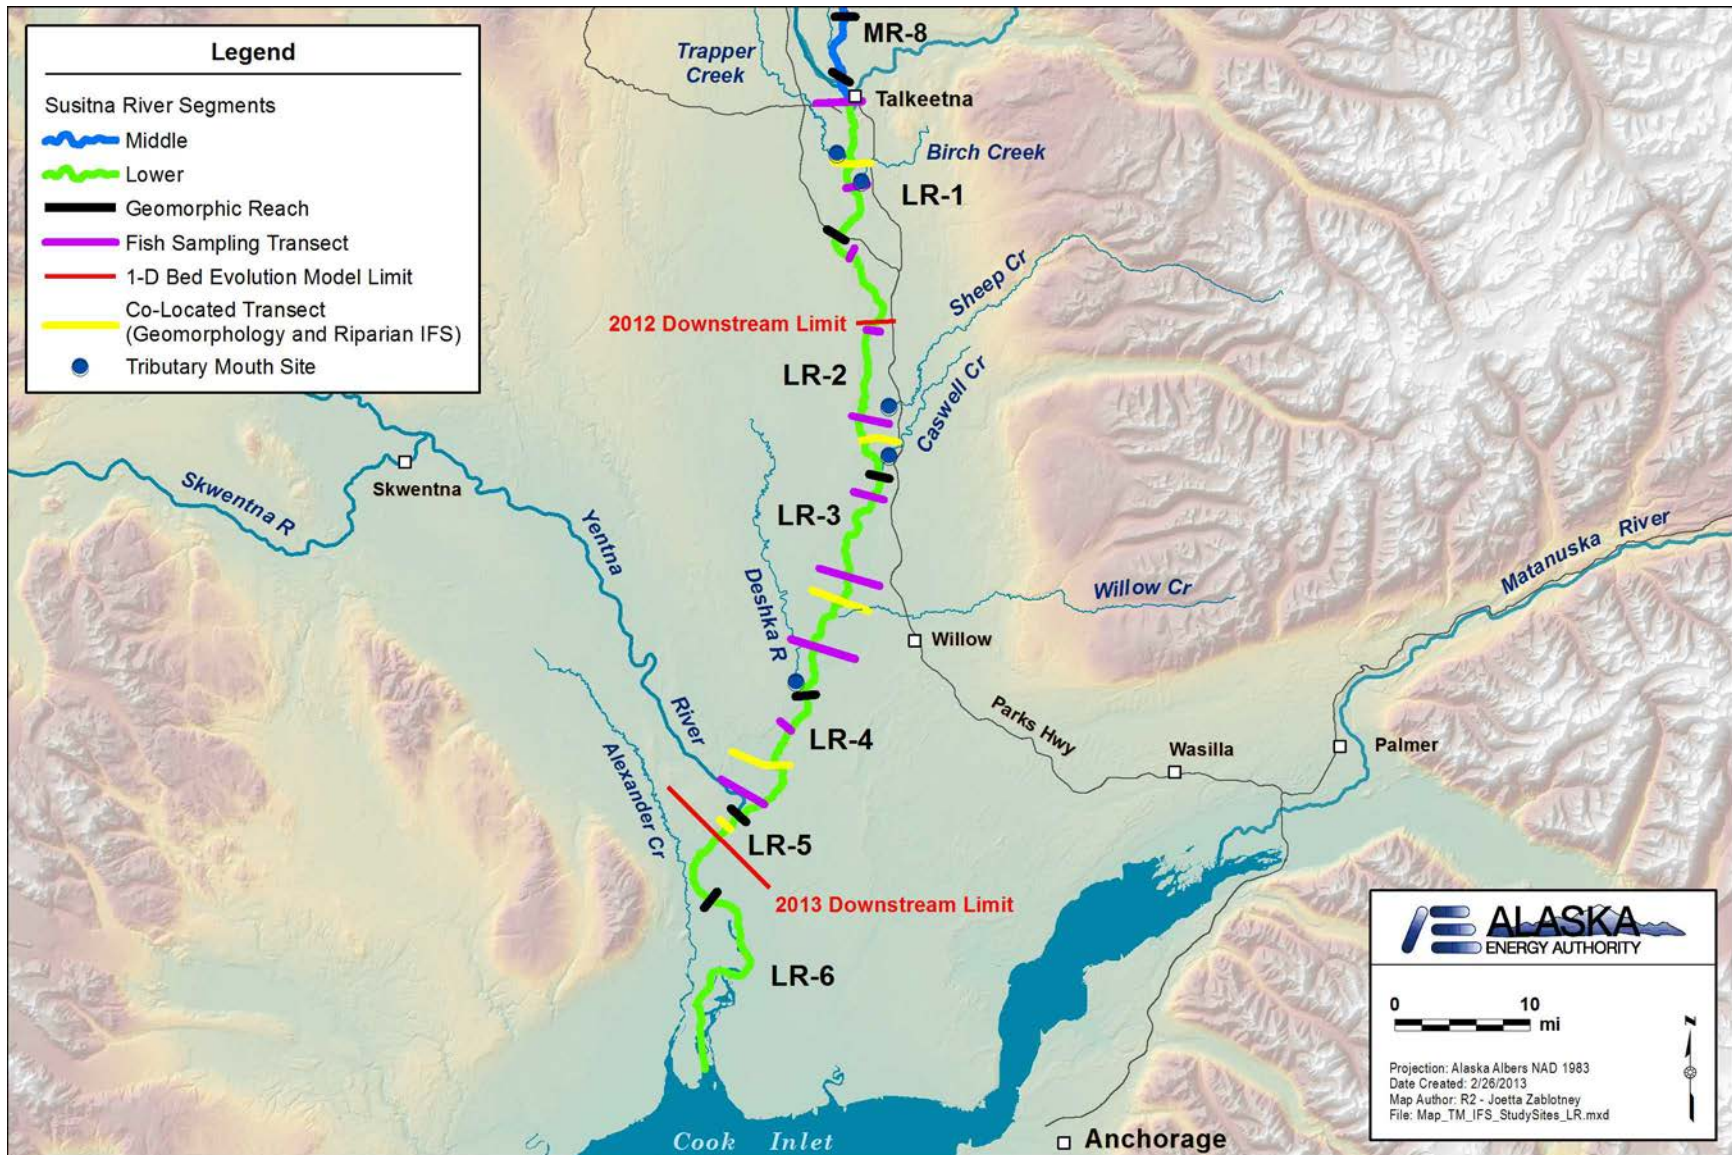 Legend
Susitna River Segments
Middle
Lower
Geomorphic Reach
Fish Sampling Transect
1-D Bed Evolution Model Limit
Co-Located Transect
(Geomorphology and Riparian IFS)
Tributary Mouth Site
MR-8
Trapper
Creek
Talkeetna
Birch Creek
LR-1
Sheep Cr
2012 Downstream Limit
LR-2
Caswell Cr
Skwentna
Skwentna R
Yentna
LR-3
Matanuska River
Deshka R
Willow Cr
Willow
River
Parks Hwy
LR-4
Wasilla
Palmer
Alexander Cr
LR-5
2013 Downstream Limit
LR-6
ALASKA
ENERGY AUTHORITY
0 10
mi
N
Projection: Alaska Albers NAD 1983
Date Created: 2/26/2013
Map Author: R2 - Joetta Zablotney
File: Map_TM_IFS_StudySites_LR.mxd
Cook Inlet
Anchorage